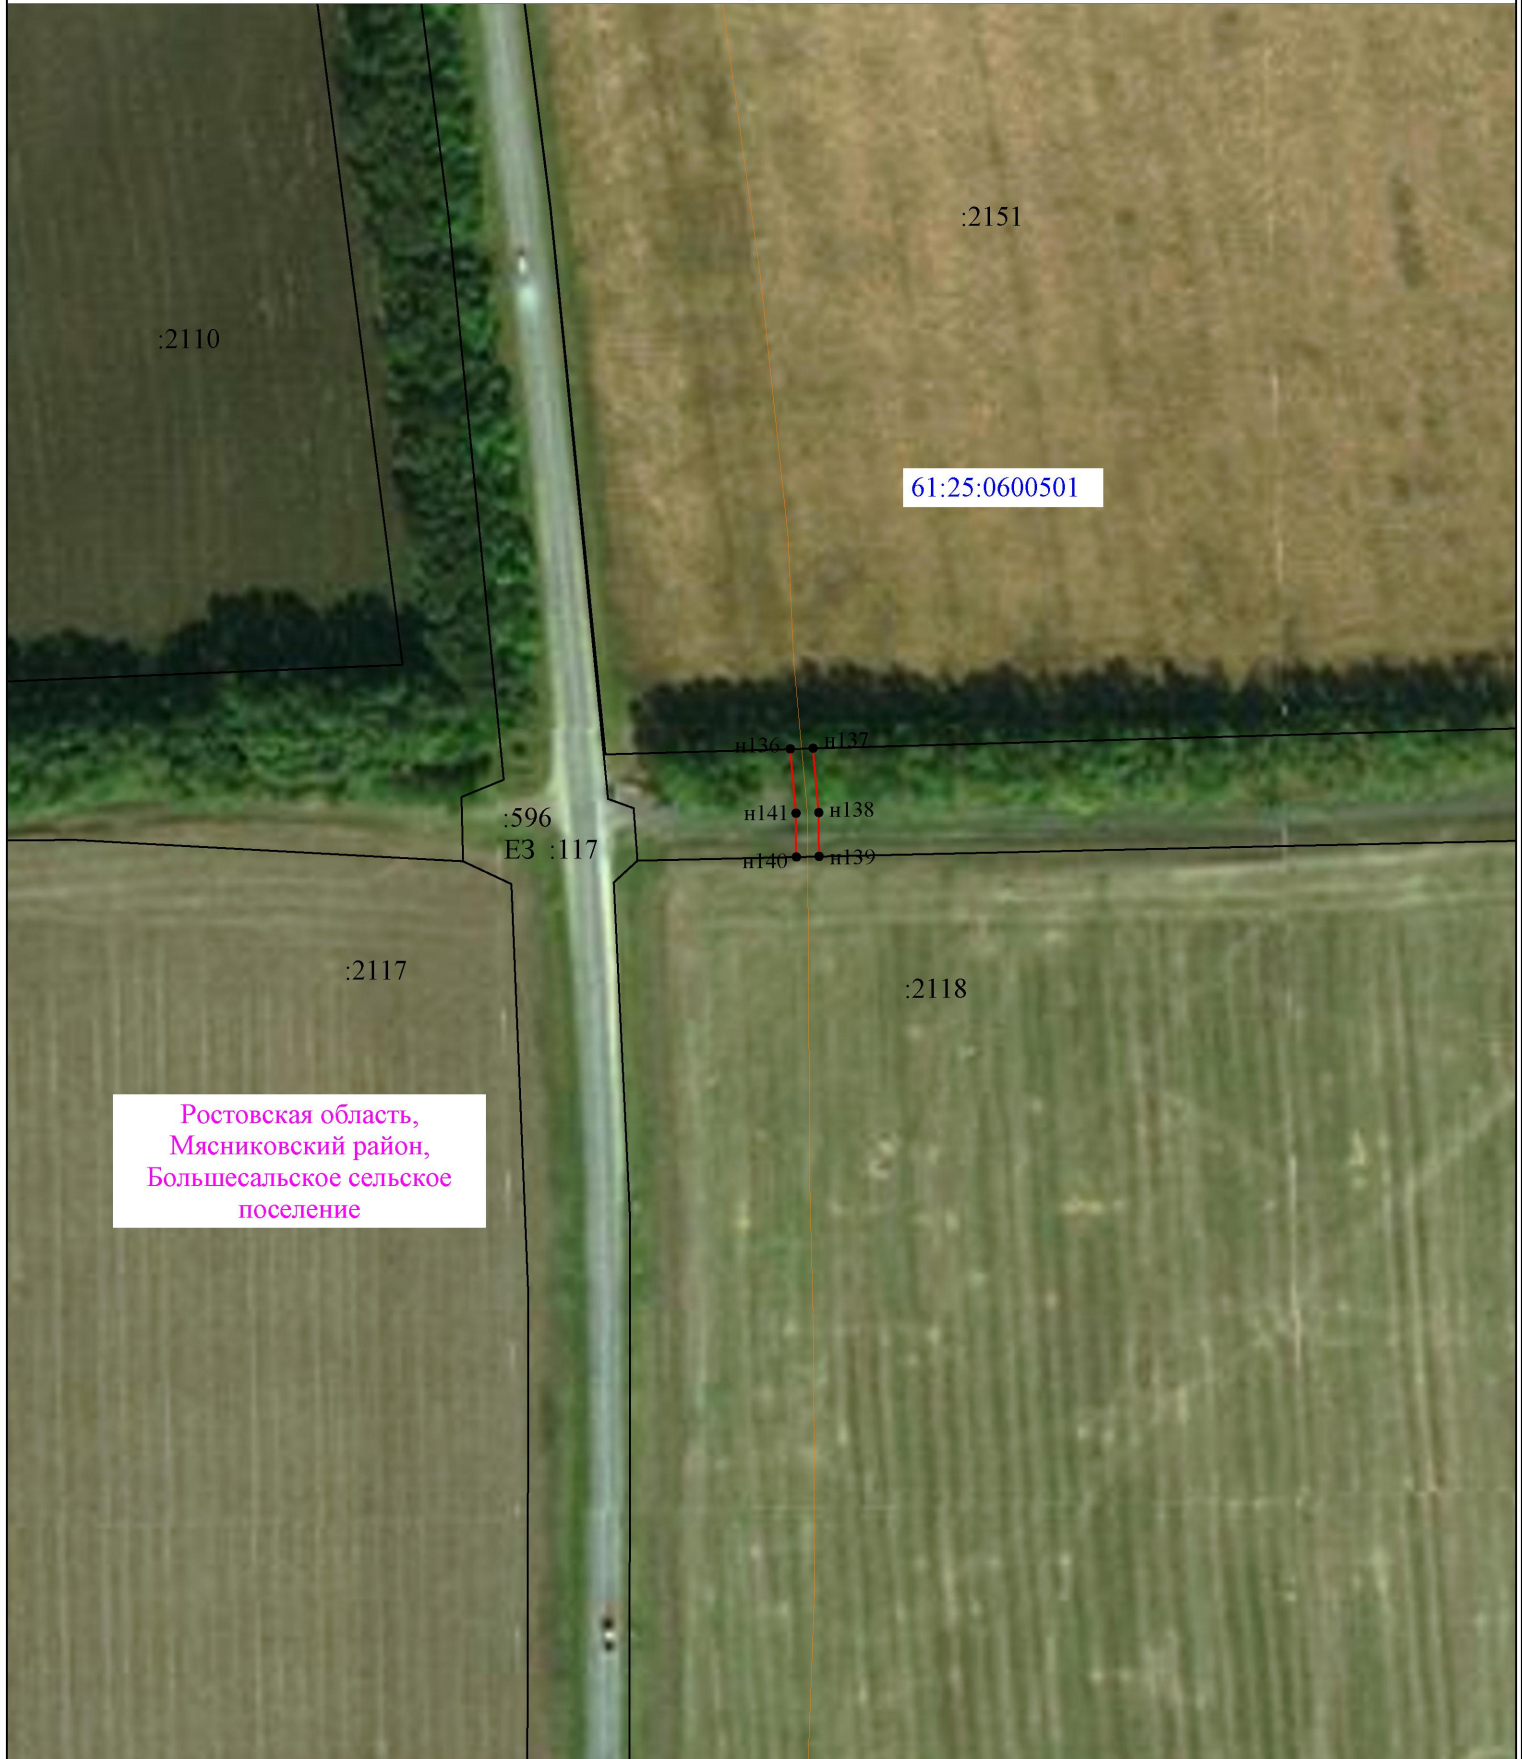 :2151
:2110
61:25:0600501
н136
н137
н141
н138
:596
ЕЗ :117
н140
н139
:2117
:2118
Ростовская область,
Мясниковский район,
Большесальское сельское
поселение